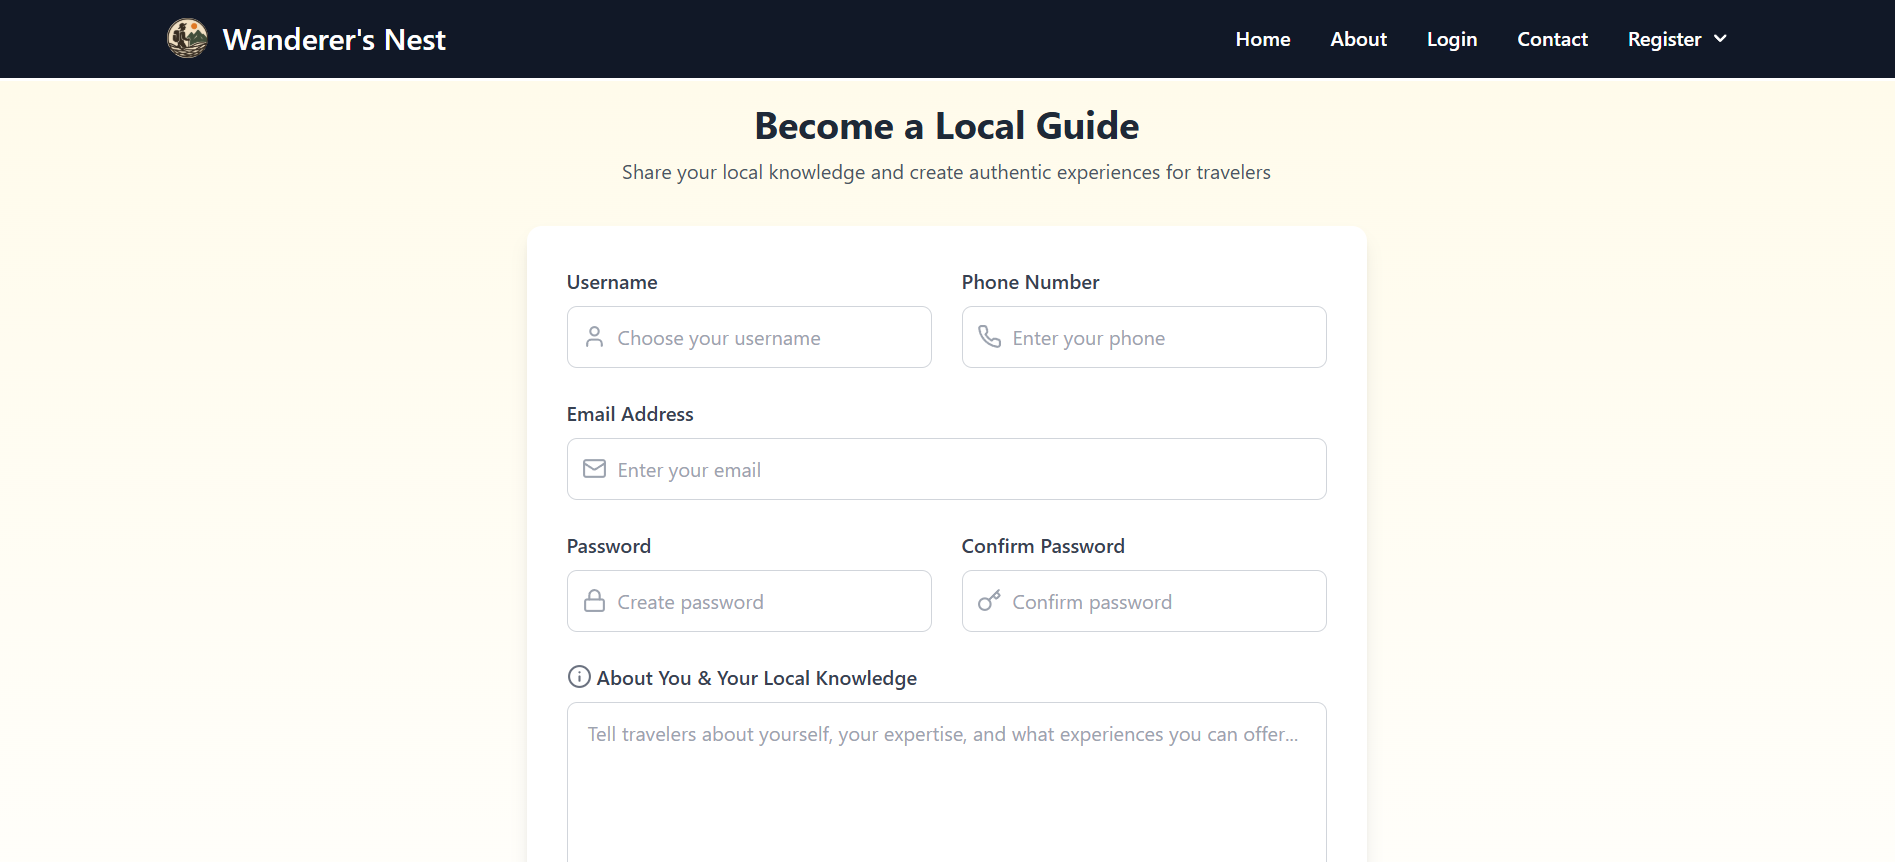 Wanderer's Nest
Home About Login Contact Register
Become a Local Guide
Share your local knowledge and create authentic experiences for travelers
Username
Phone Number
Choose your username
Enter your phone
Email Address
Enter your email
Password
Confirm Password
Create password
Confirm password
About You & Your Local Knowledge
Tell travelers about yourself, your expertise, and what experiences you can offer...